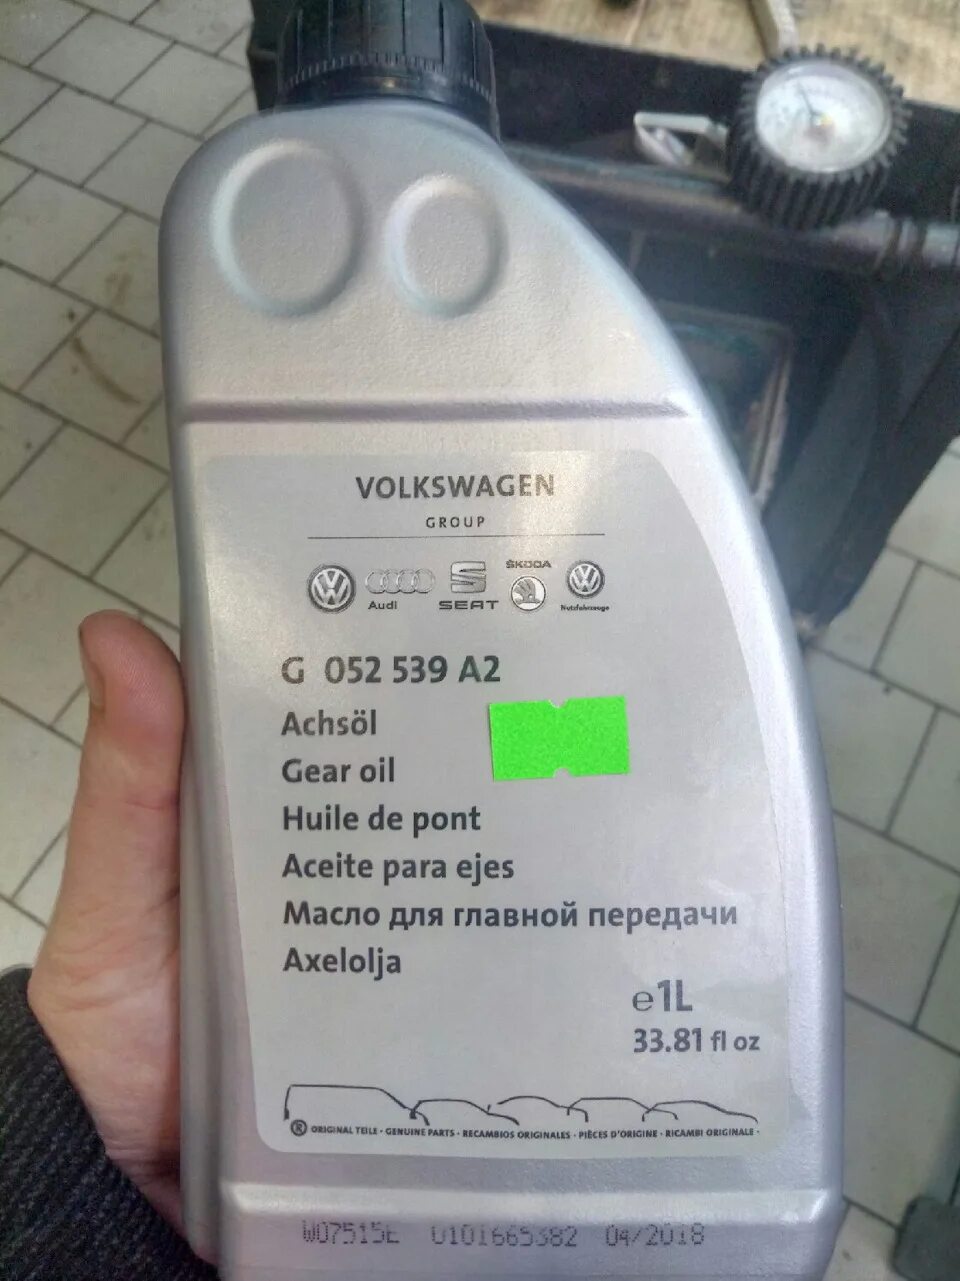 VOLKSWAGEN
GROUP
Audi
SEAT
ŠKODA
Nutzfahrzeuge
G 052 539 A2
Achsöl
Gear oil
Huile de pont
Aceite para ejes
Масло для главной передачи
Axelolja
e1L
33.81 fl oz
® ORIGINAL TEILE · GENUINE PARTS · RECAMBIOS ORIGINALES · PIÈCES D'ORIGINE · RICAMBI ORIGINALE ·
W07515E 0101665382 04/2018